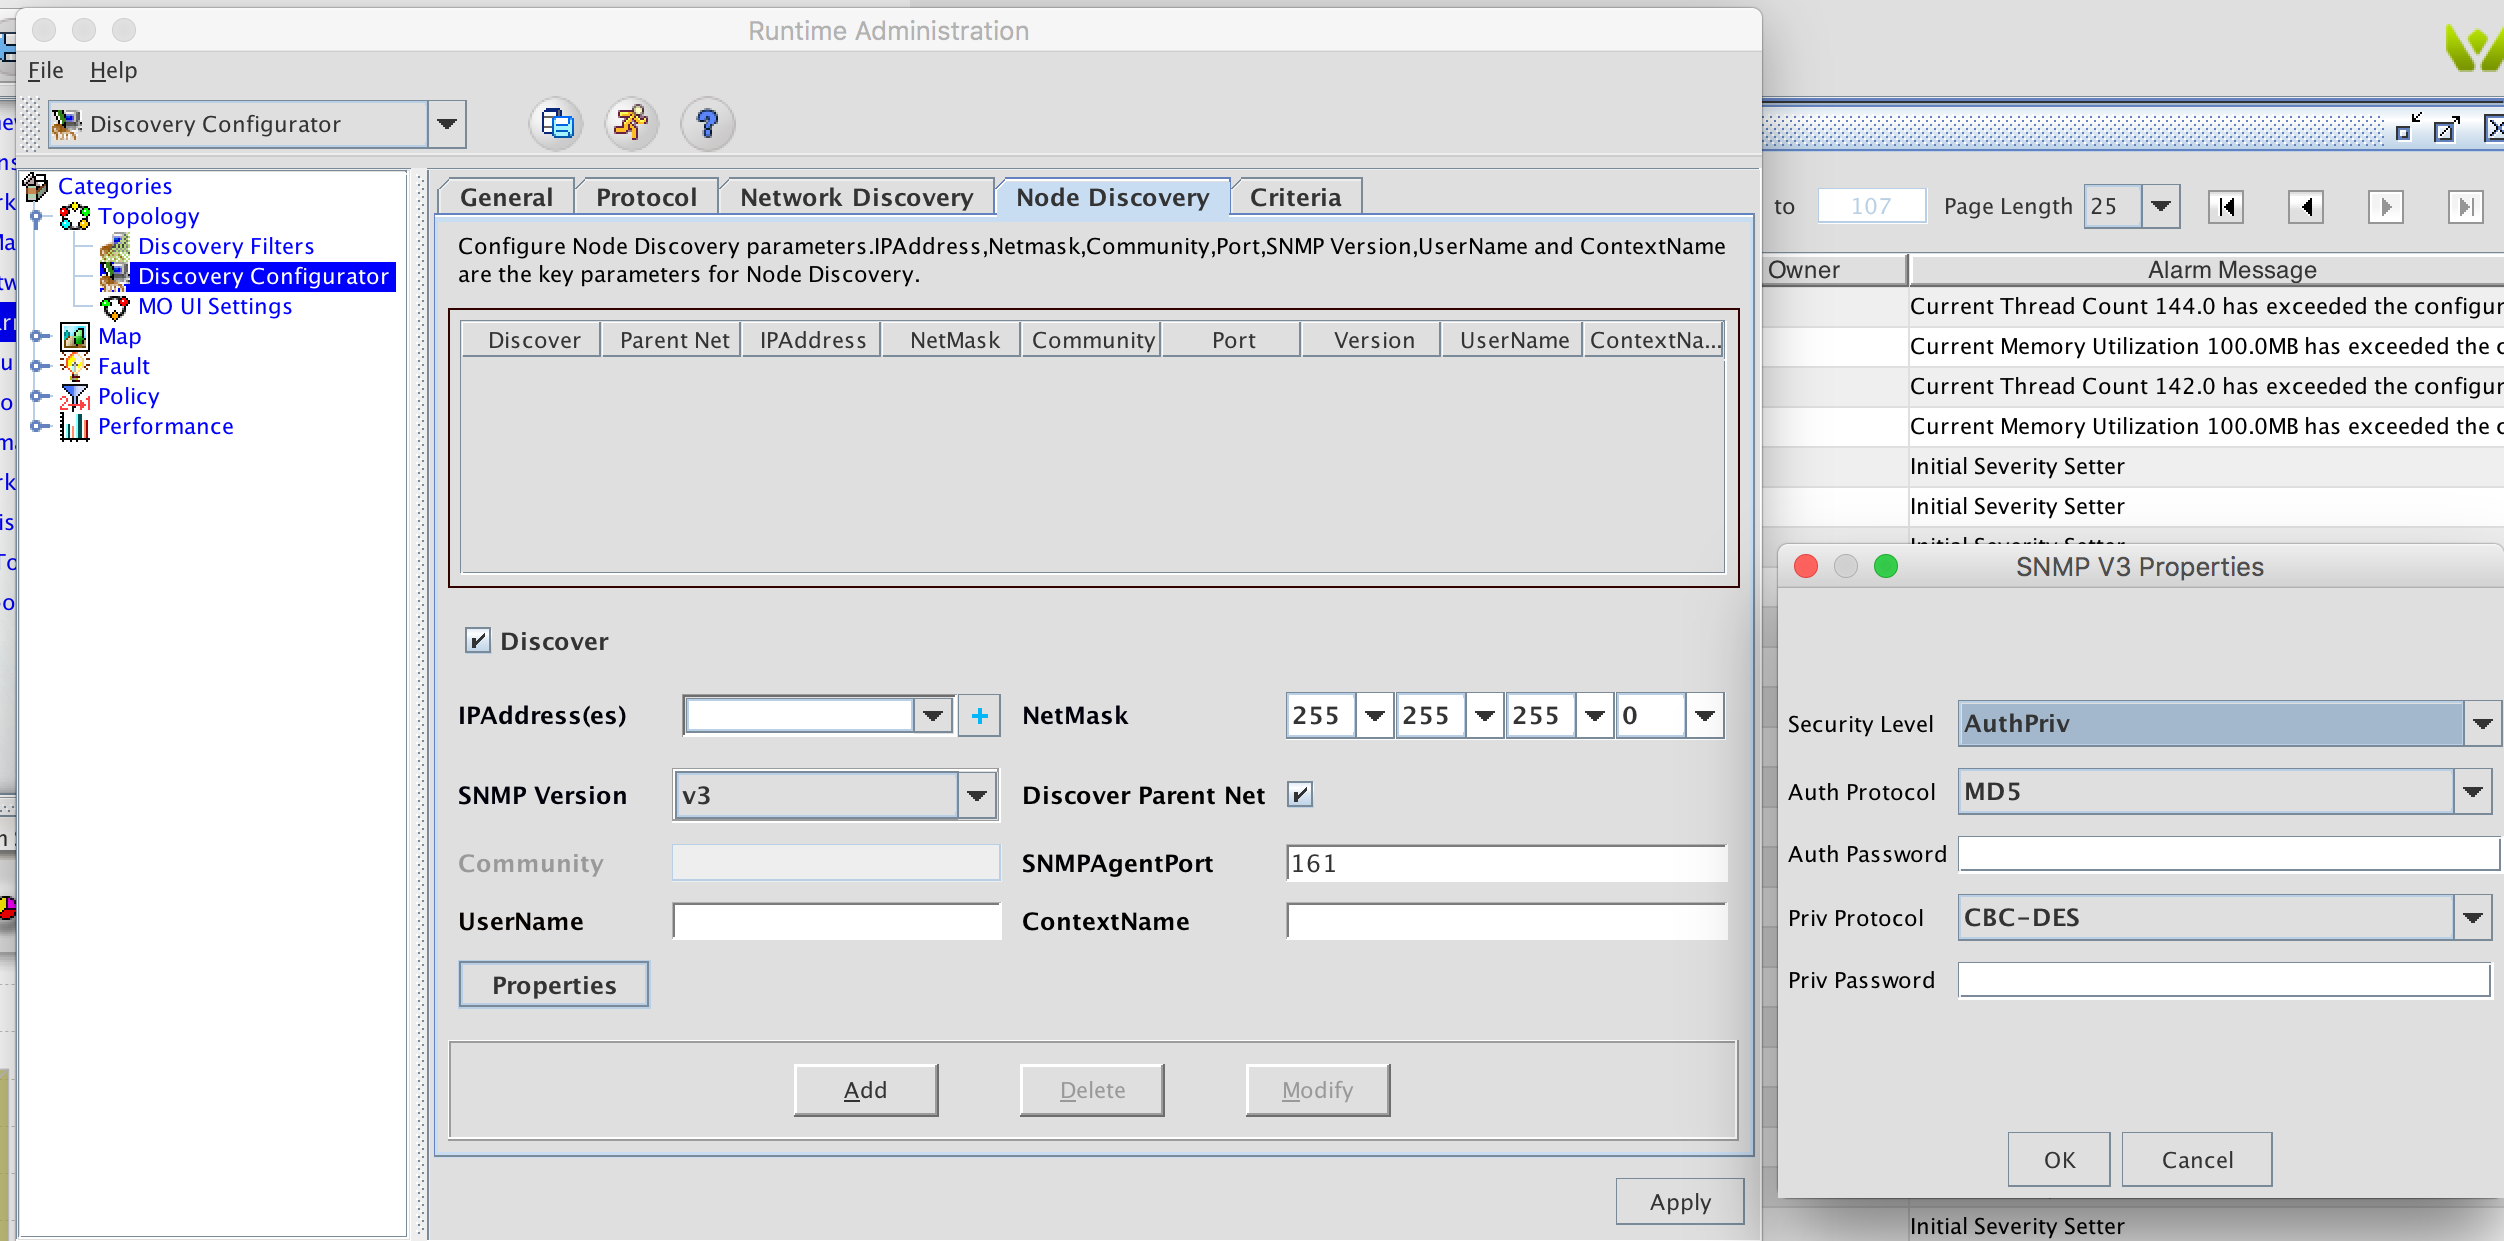 Runtime Administration
File Help
Discovery Configurator
Categories
Topology
Discovery Filters
Discovery Configurator
MO UI Settings
Map
Fault
Policy
Performance
General Protocol Network Discovery Node Discovery Criteria
Configure Node Discovery parameters.IPAddress,Netmask,Community,Port,SNMP Version,UserName and ContextName
are the key parameters for Node Discovery.
Discover Parent Net IPAddress NetMask Community Port Version UserName ContextNa...
Discover
IPAddress(es) NetMask 255 255 255 0
SNMP Version v3 Discover Parent Net
Community SNMPAgentPort 161
UserName ContextName
Properties
Add Delete Modify
Apply
to 107 Page Length 25
Owner Alarm Message
Current Thread Count 144.0 has exceeded the configur
Current Memory Utilization 100.0MB has exceeded the c
Current Thread Count 142.0 has exceeded the configur
Current Memory Utilization 100.0MB has exceeded the c
Initial Severity Setter
Initial Severity Setter
SNMP V3 Properties
Security Level AuthPriv
Auth Protocol MD5
Auth Password
Priv Protocol CBC-DES
Priv Password
OK Cancel
Initial Severity Setter